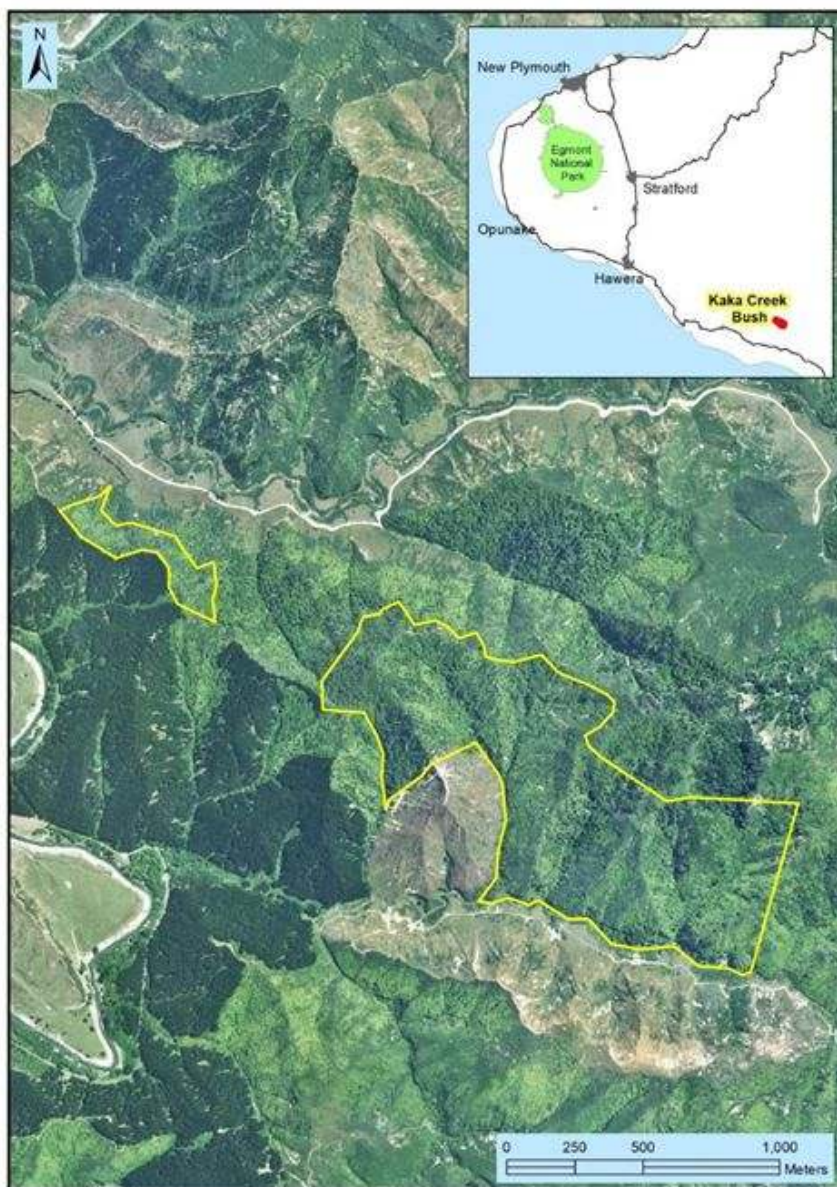 N
New Plymouth
Egmont
National
Park
Stratford
Opunake
Hawera
Kaka Creek
Bush
0 250 500 1,000
Meters